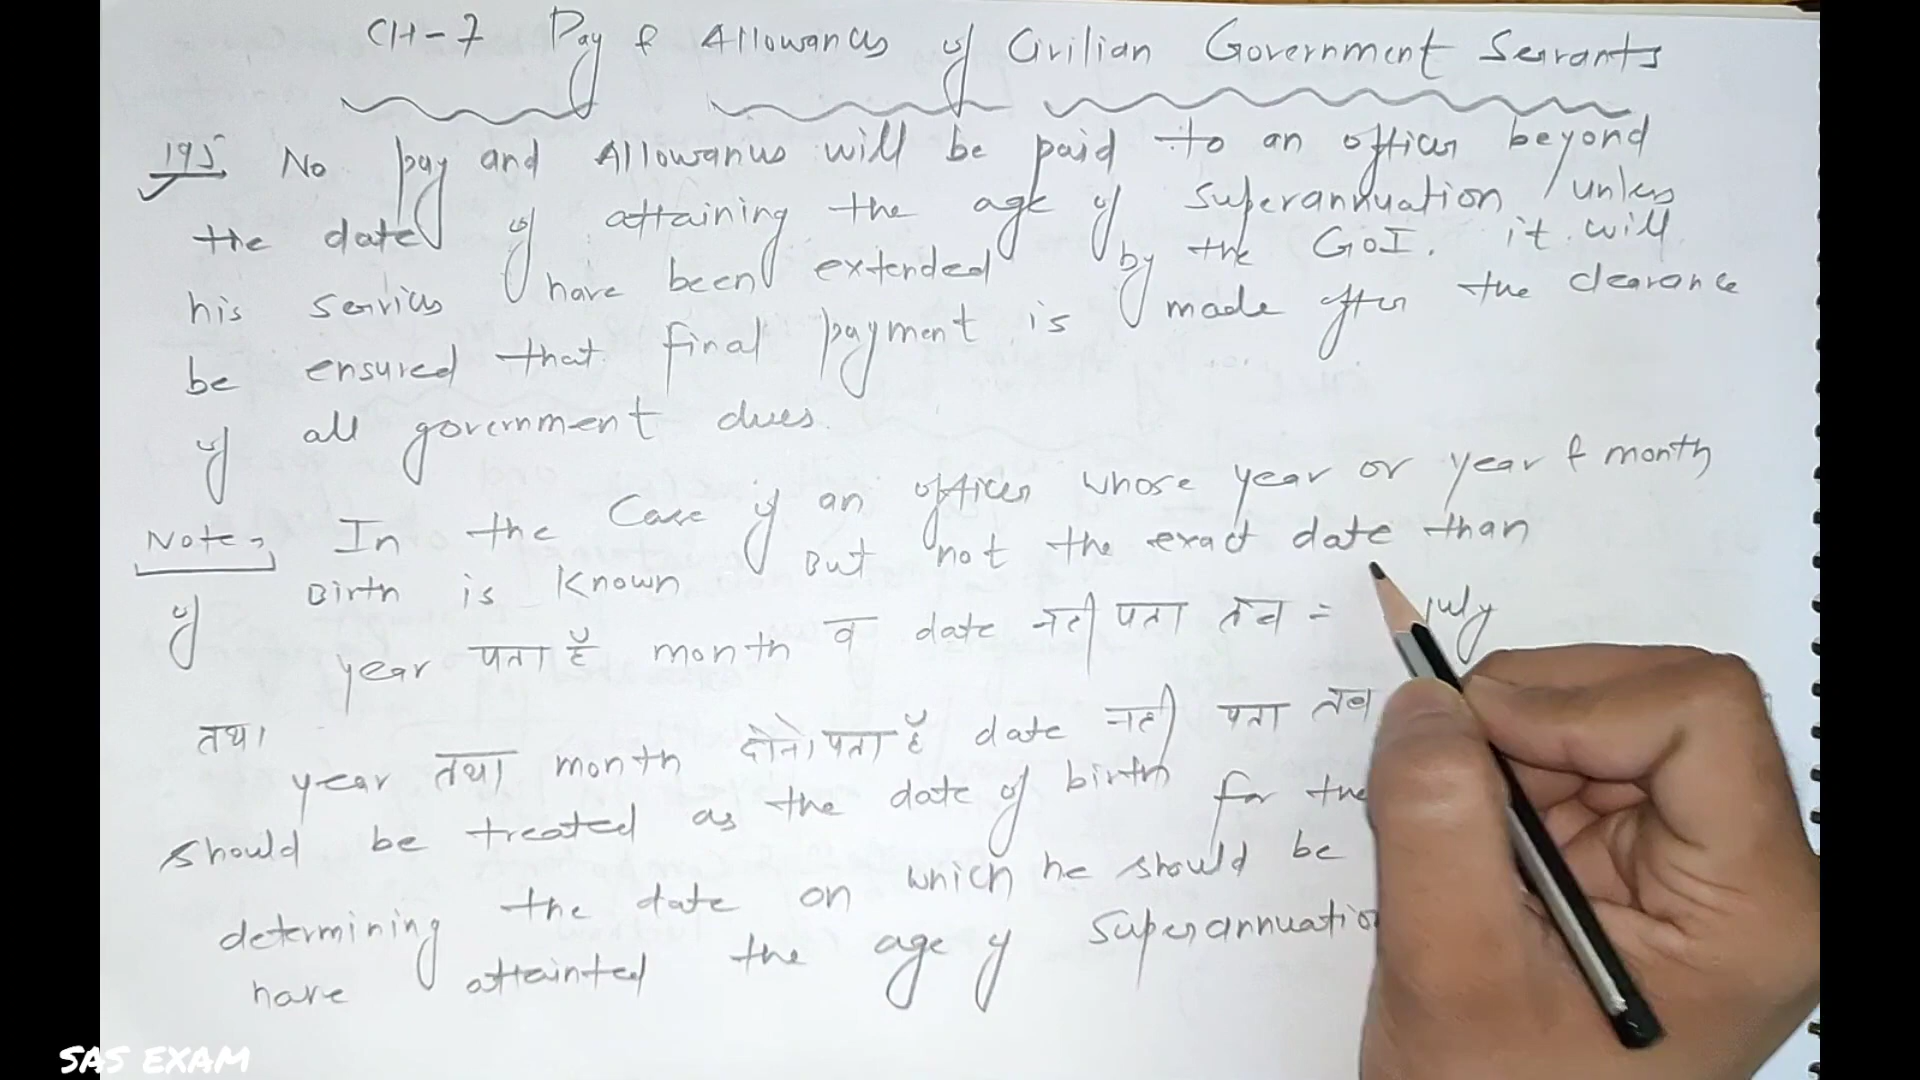 CH-7 Pay & Allowances of Civilian Government Servants
195 No pay and Allowances will be paid to an officer beyond
the date of attaining the age of superannuation unless
his services have been extended by the GOI. it will
be ensured that final payment is made after the clearance
of all government dues.
Note → In the case of an officer whose year or year & month
of Birth is known But not the exact date than
year पता है month व date नही पता तब = July
तथा
year तथा month दोनो पता है date नही पता तब
should be treated as the date of birth for the
determining the date on which he should be
have attainted the age of superannuation
SAS EXAM